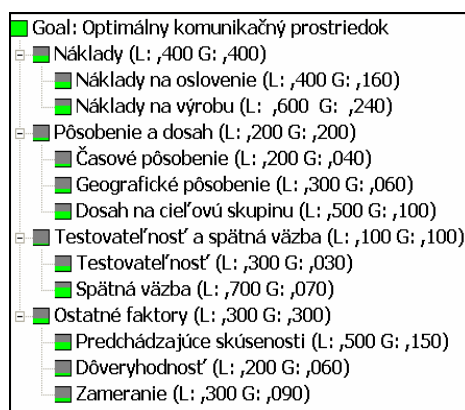 Goal: Optimálny komunikačný prostriedok
Náklady (L: ,400 G: ,400)
Náklady na oslovenie (L: ,400 G: ,160)
Náklady na výrobu (L: ,600 G: ,240)
Pôsobenie a dosah (L: ,200 G: ,200)
Časové pôsobenie (L: ,200 G: ,040)
Geografické pôsobenie (L: ,300 G: ,060)
Dosah na cieľovú skupinu (L: ,500 G: ,100)
Testovateľnosť a spätná väzba (L: ,100 G: ,100)
Testovateľnosť (L: ,300 G: ,030)
Spätná väzba (L: ,700 G: ,070)
Ostatné faktory (L: ,300 G: ,300)
Predchádzajúce skúsenosti (L: ,500 G: ,150)
Dôveryhodnosť (L: ,200 G: ,060)
Zameranie (L: ,300 G: ,090)